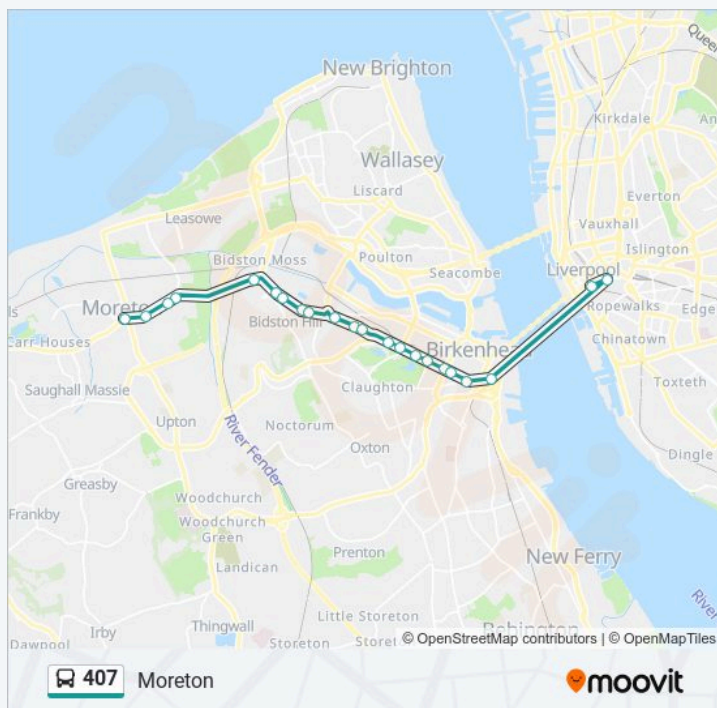 New Brighton
Kirkdale
Wallasey
Liscard
Everton
Leasowe
Vauxhall
Poulton
Islington
Bidston Moss
Seacombe
Liverpool
Moreton
Ropewalks
Edge
Carr Houses
Bidston Hill
Birkenhead
Chinatown
Saughall Massie
Claughton
Toxteth
Upton
Noctorum
River Fender
Oxton
Dingle
Greasby
Woodchurch
Frankby
Woodchurch
Green
Prenton
New Ferry
Landican
Little Storeton
Irby
Thingwall
Storeton
Dawpool
© OpenStreetMap contributors | © OpenMapTiles
407 Moreton
moovit